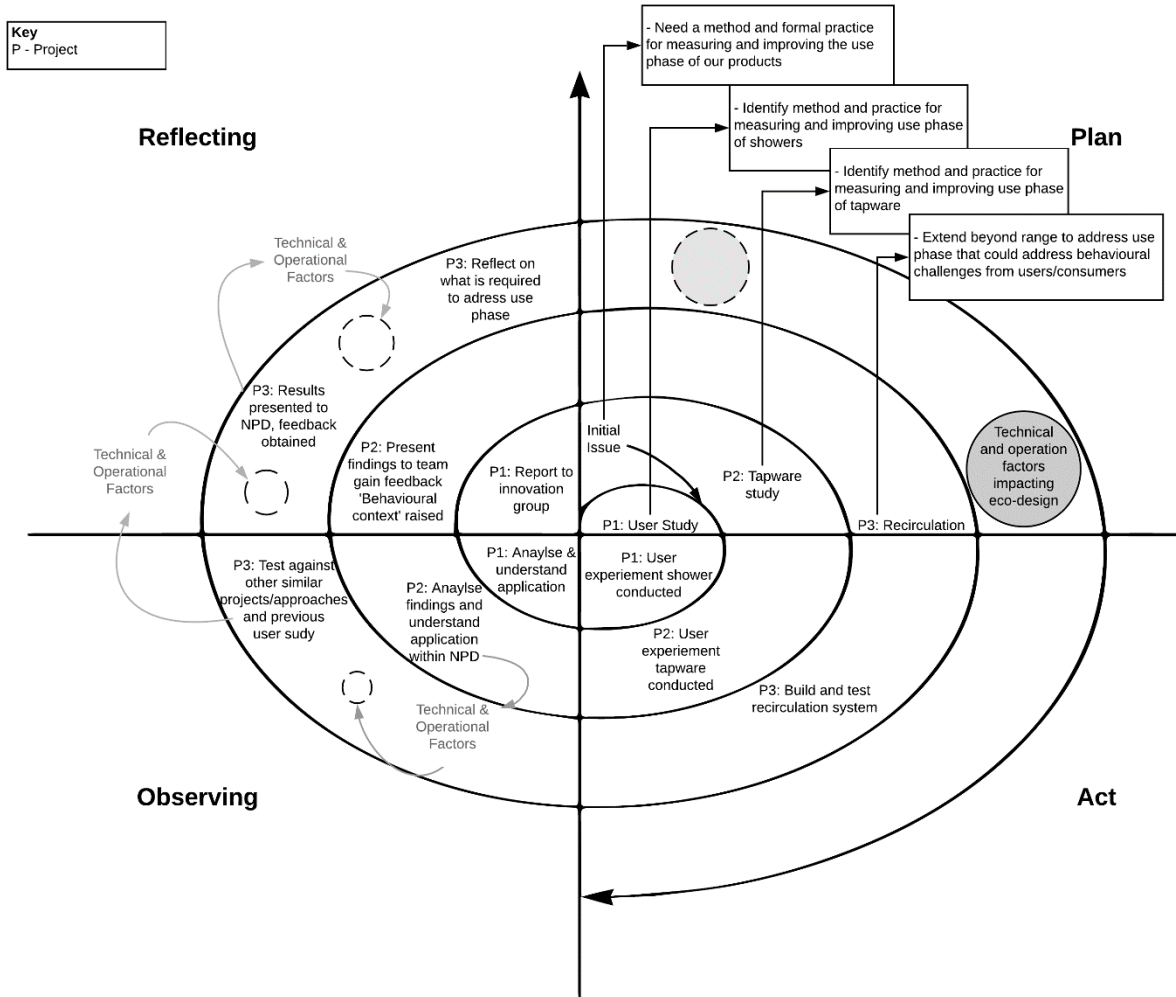 Key
P - Project
- Need a method and formal practice
for measuring and improving the use
phase of our products
- Identify method and practice for
measuring and improving use phase
of showers
- Identify method and practice for
measuring and improving use phase
of tapware
- Extend beyond range to address use
phase that could address behavioural
challenges from users/consumers
Reflecting
Plan
Technical &
Operational
Factors
P3: Reflect on
what is required
to adress use
phase
P3: Results
presented to
NPD, feedback
obtained
Technical &
Operational
Factors
P2: Present
findings to team
gain feedback
'Behavioural
context' raised
P1: Report to
innovation
group
Initial
Issue
P1: User Study
P2: Tapware
study
P3: Recirculation
Technical
and operation
factors
impacting
eco-design
P3: Test against
other similar
projects/approaches
and previous
user sudy
P2: Anaylse
findings and
understand
application
within NPD
P1: Anaylse &
understand
application
P1: User
experiement shower
conducted
P2: User
experiement
tapware
conducted
P3: Build and test
recirculation system
Technical &
Operational
Factors
Observing
Act